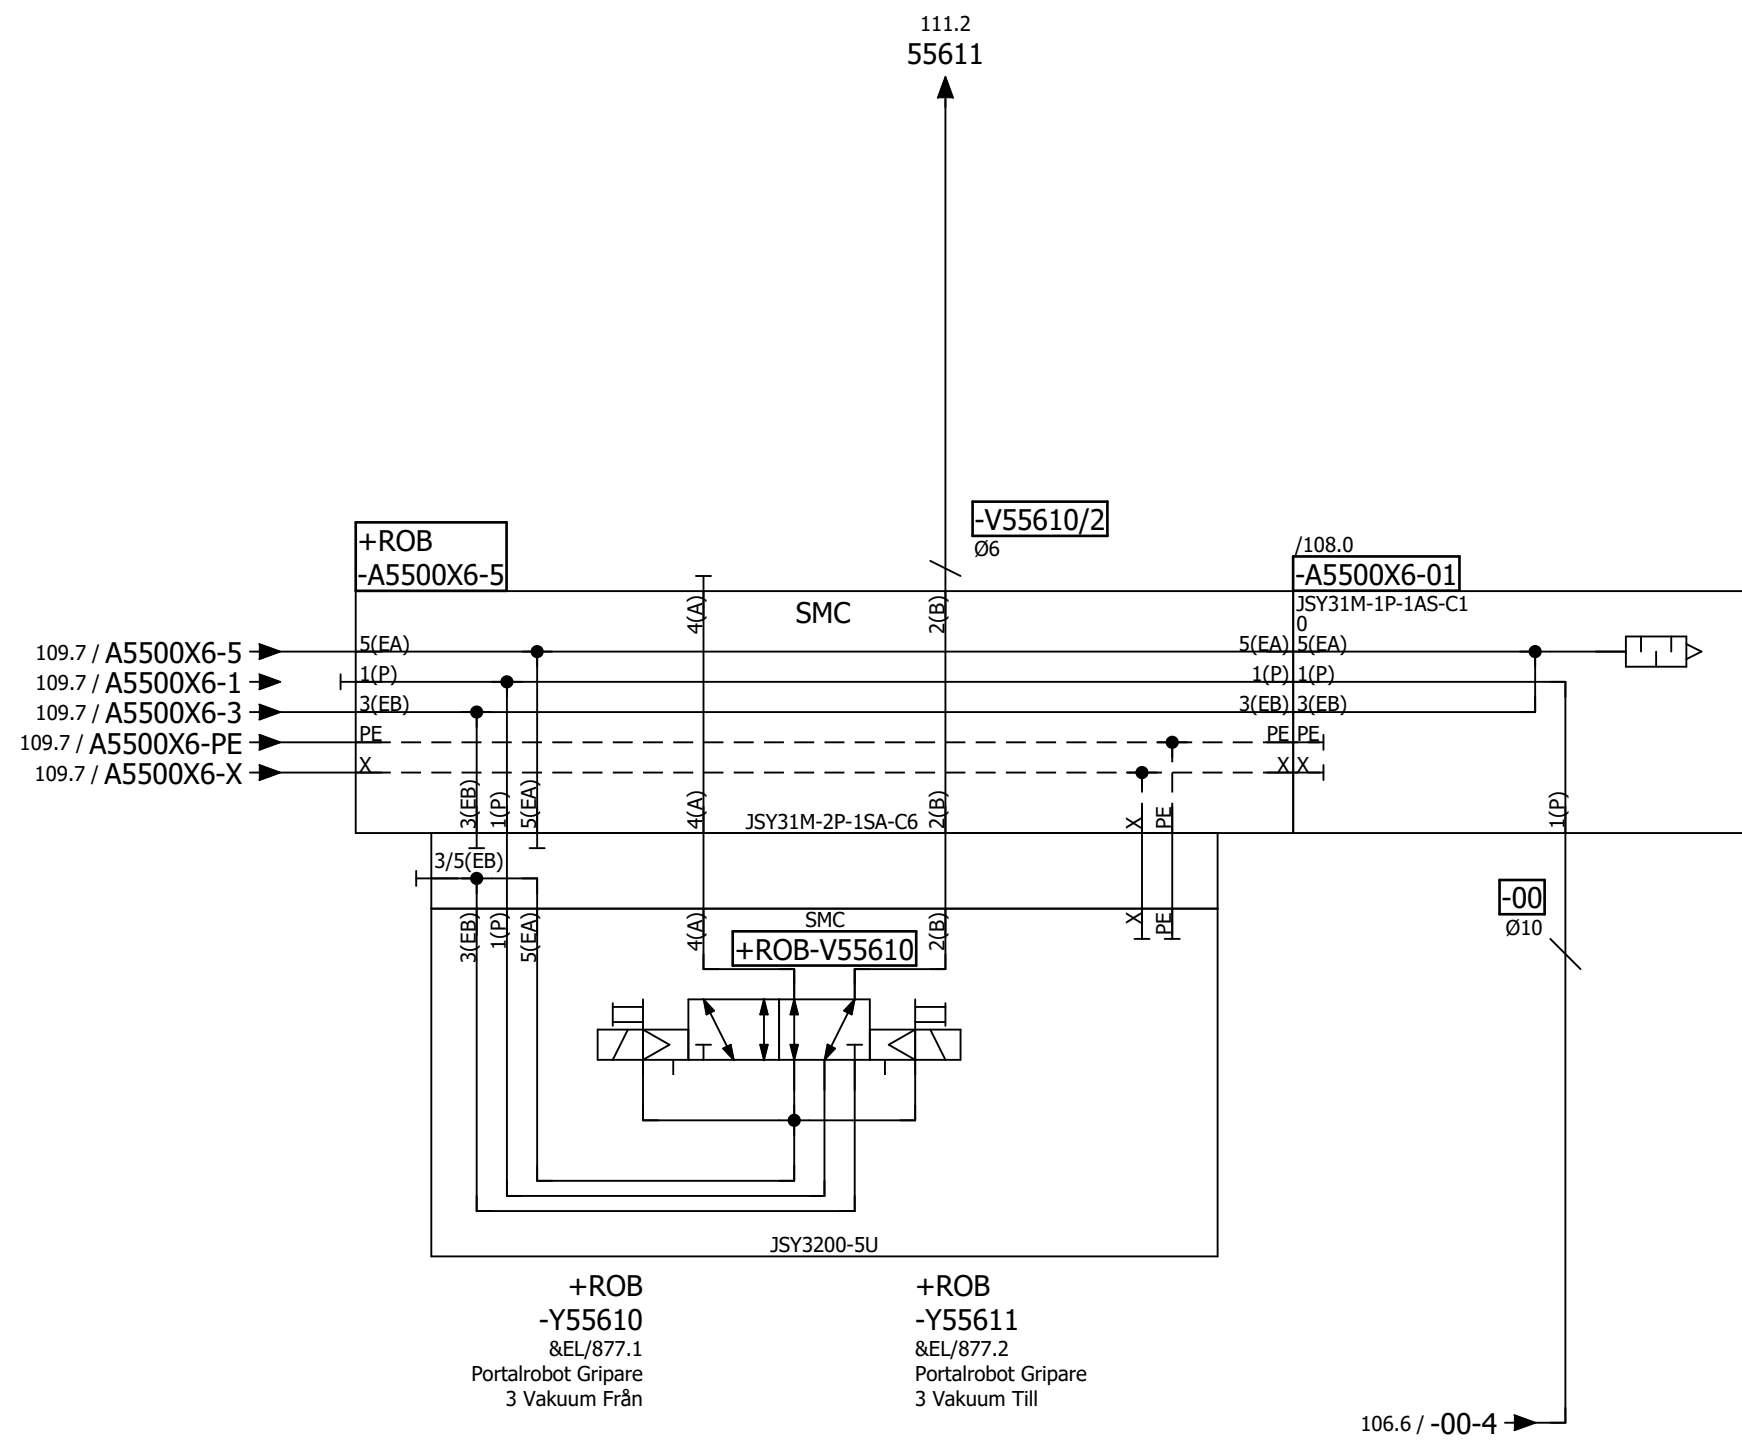 111.2
55611
-V55610/2
Ø6
+ROB
-A5500X6-5
/108.0
-A5500X6-01
JSY31M-1P-1AS-C1
0
4(A)
SMC
2(B)
109.7 / A5500X6-5
5(EA)
5(EA)
5(EA)
109.7 / A5500X6-1
1(P)
1(P)
1(P)
109.7 / A5500X6-3
3(EB)
3(EB)
3(EB)
109.7 / A5500X6-PE
PE
PE
PE
109.7 / A5500X6-X
X
X
X
3(EB)
1(P)
5(EA)
4(A)
JSY31M-2P-1SA-C6
2(B)
X
PE
1(P)
3/5(EB)
-00
Ø10
3(EB)
1(P)
5(EA)
4(A)
SMC
+ROB-V55610
2(B)
X
PE
JSY3200-5U
+ROB
-Y55610
&EL/877.1
Portalrobot Gripare
3 Vakuum Från
+ROB
-Y55611
&EL/877.2
Portalrobot Gripare
3 Vakuum Till
106.6 / -00-4